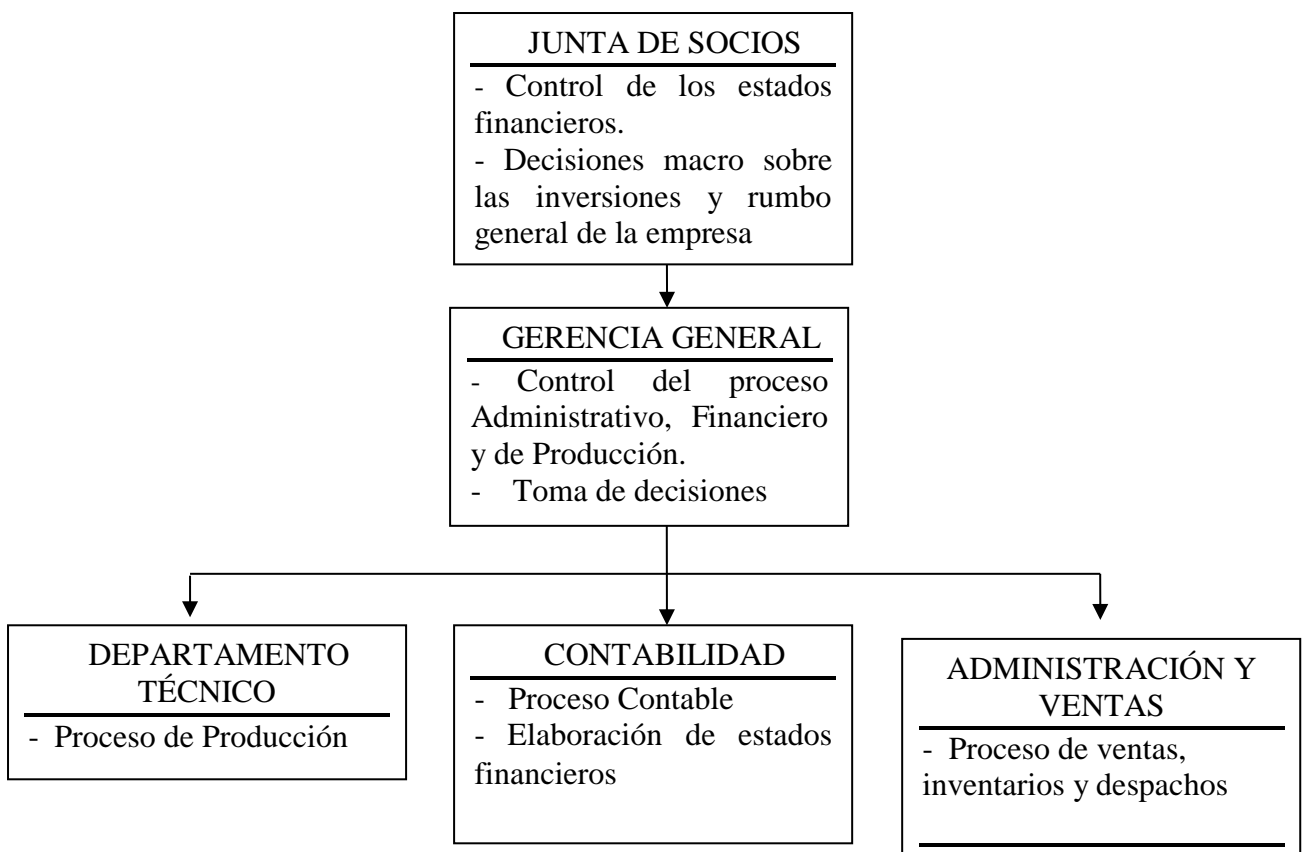 JUNTA DE SOCIOS
- Control de los estados
financieros.
- Decisiones macro sobre
las inversiones y rumbo
general de la empresa
GERENCIA GENERAL
- Control del proceso
Administrativo, Financiero
y de Producción.
- Toma de decisiones
DEPARTAMENTO
TÉCNICO
- Proceso de Producción
CONTABILIDAD
- Proceso Contable
- Elaboración de estados
financieros
ADMINISTRACIÓN Y
VENTAS
- Proceso de ventas,
inventarios y despachos